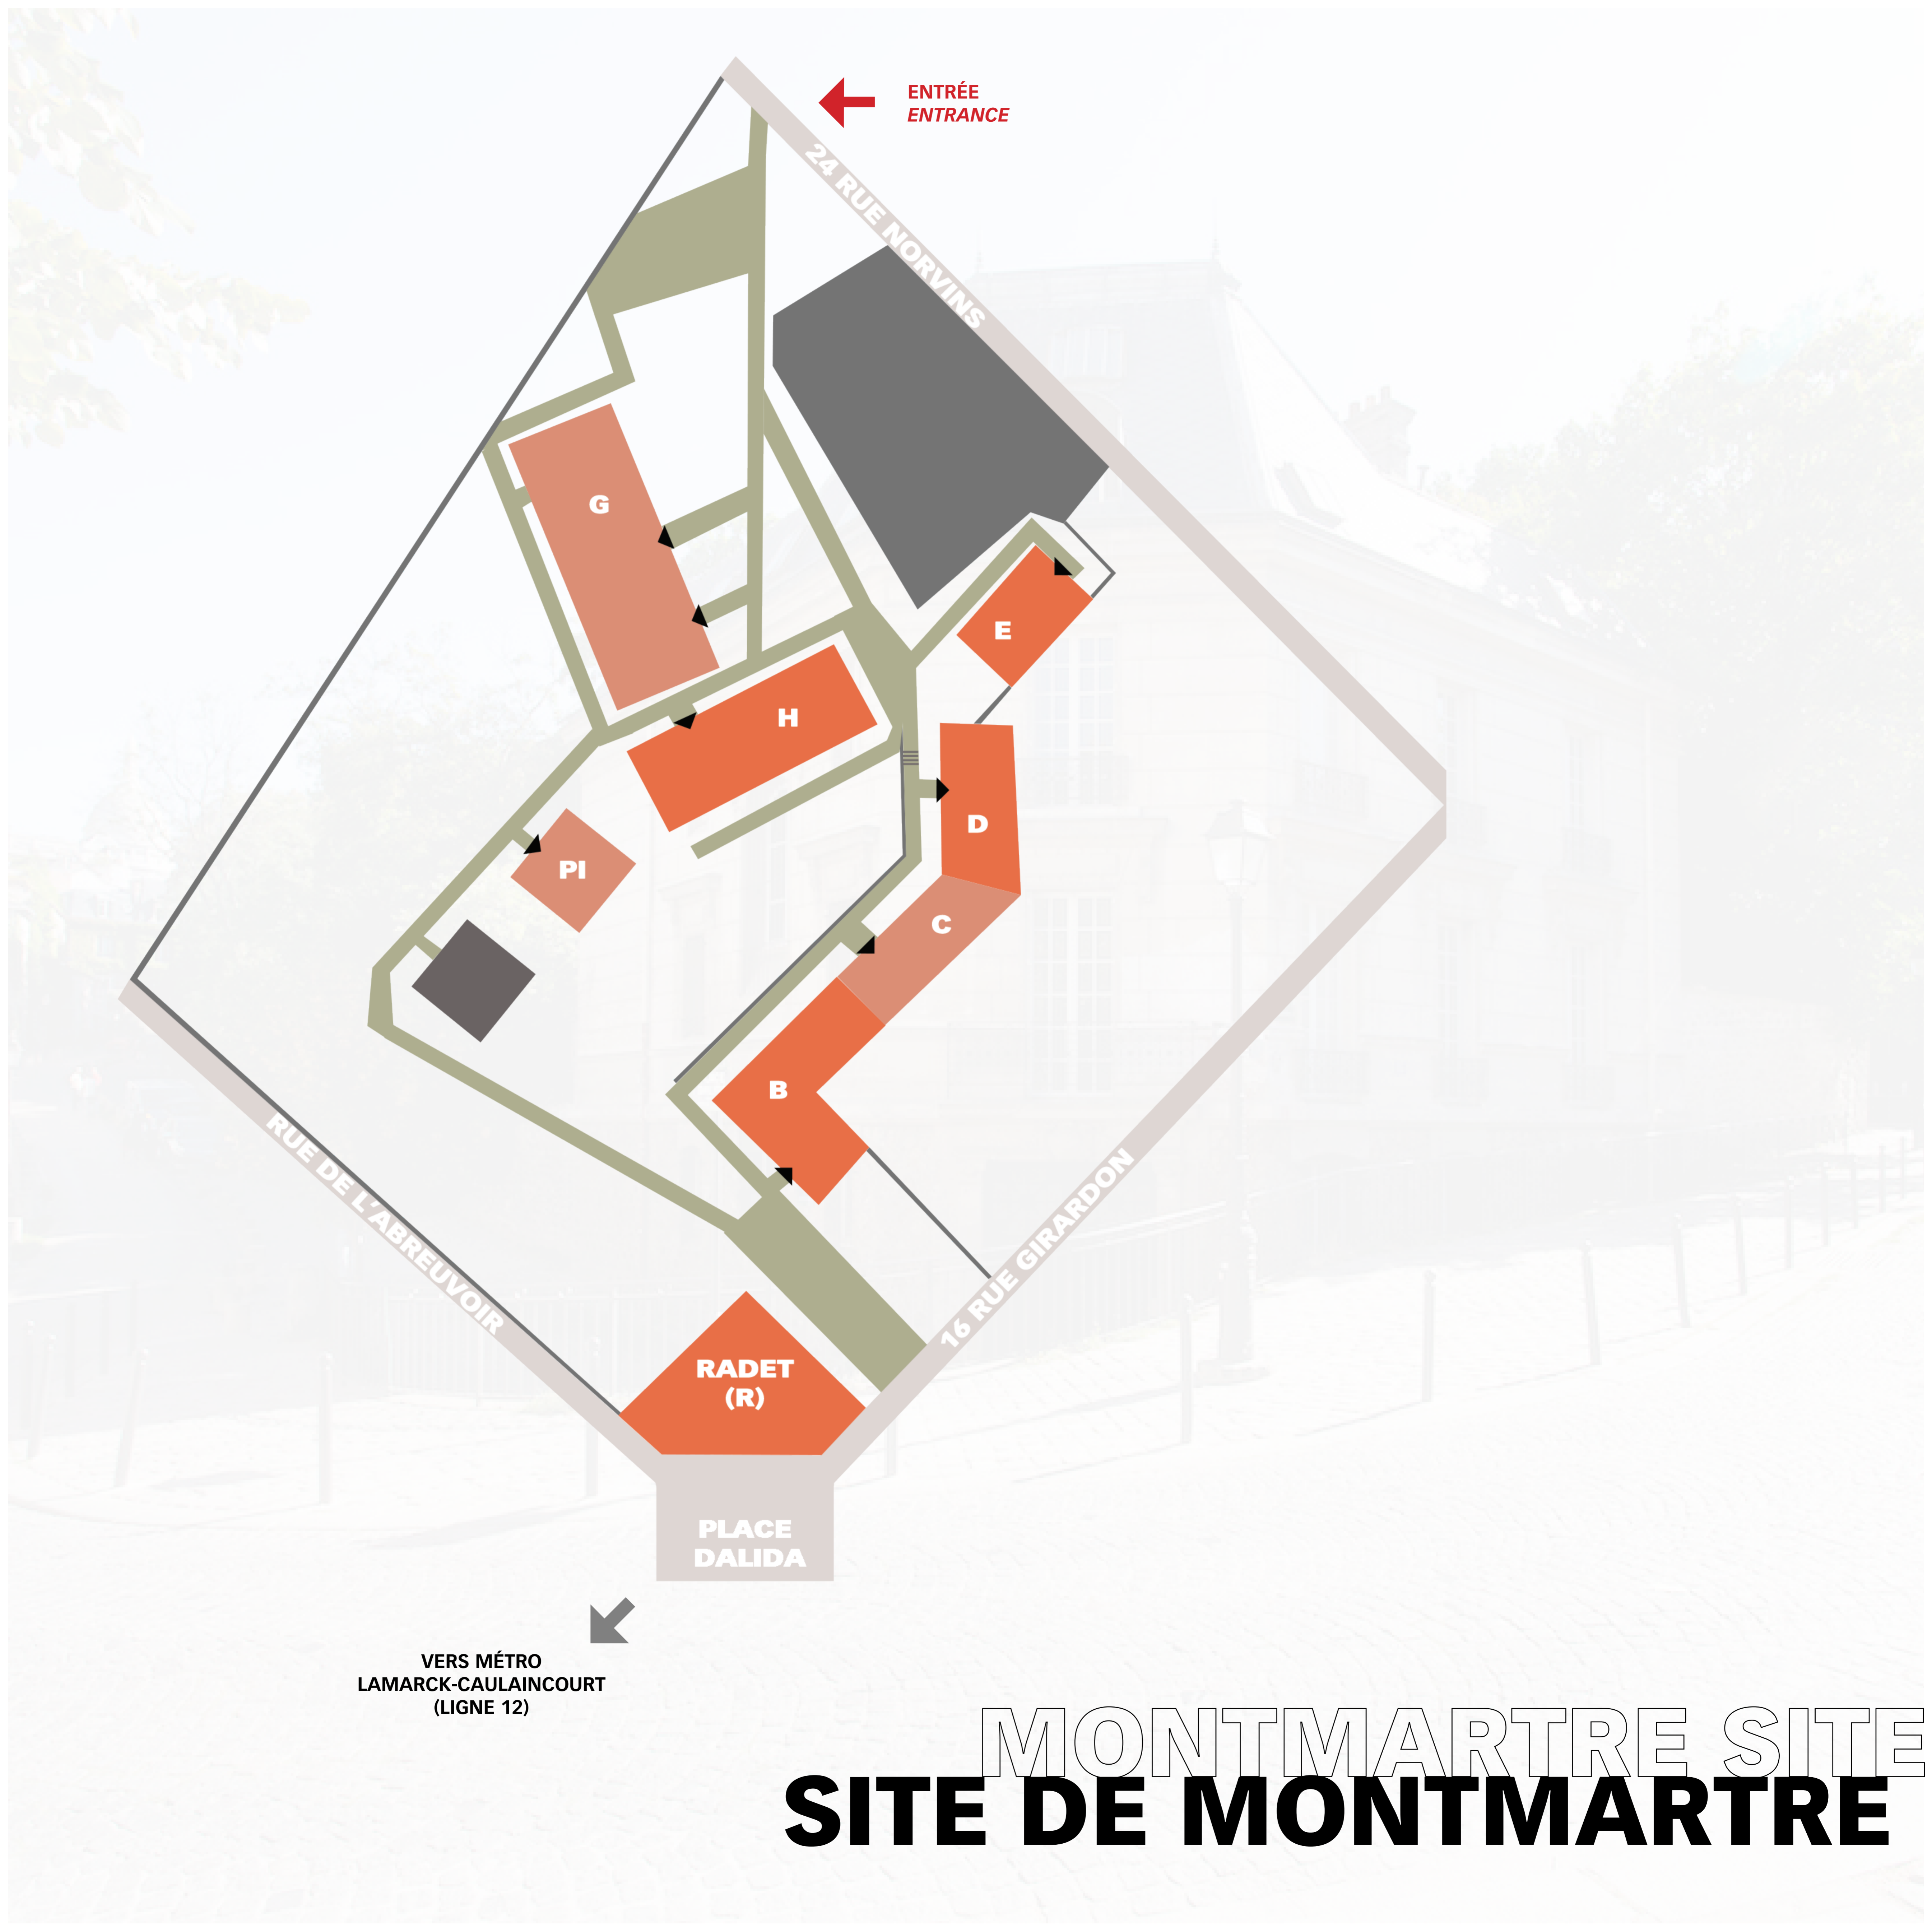 ENTRÉE
ENTRANCE
24 RUE NORVINS
G
E
H
D
PI
C
B
RUE DE L'ABREUVOIR
16 RUE GIRARDON
RADET
(R)
PLACE
DALIDA
VERS MÉTRO
LAMARCK-CAULAINCOURT
(LIGNE 12)
MONTMARTRE SITE
SITE DE MONTMARTRE